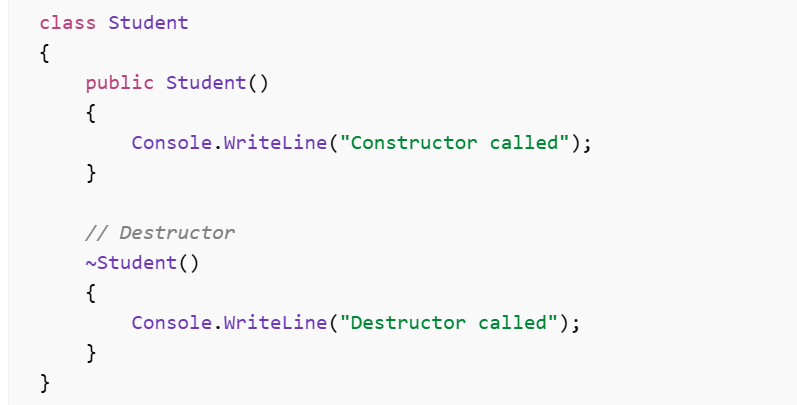 class Student
{
    public Student()
    {
        Console.WriteLine("Constructor called");
    }

    // Destructor
    ~Student()
    {
        Console.WriteLine("Destructor called");
    }
}